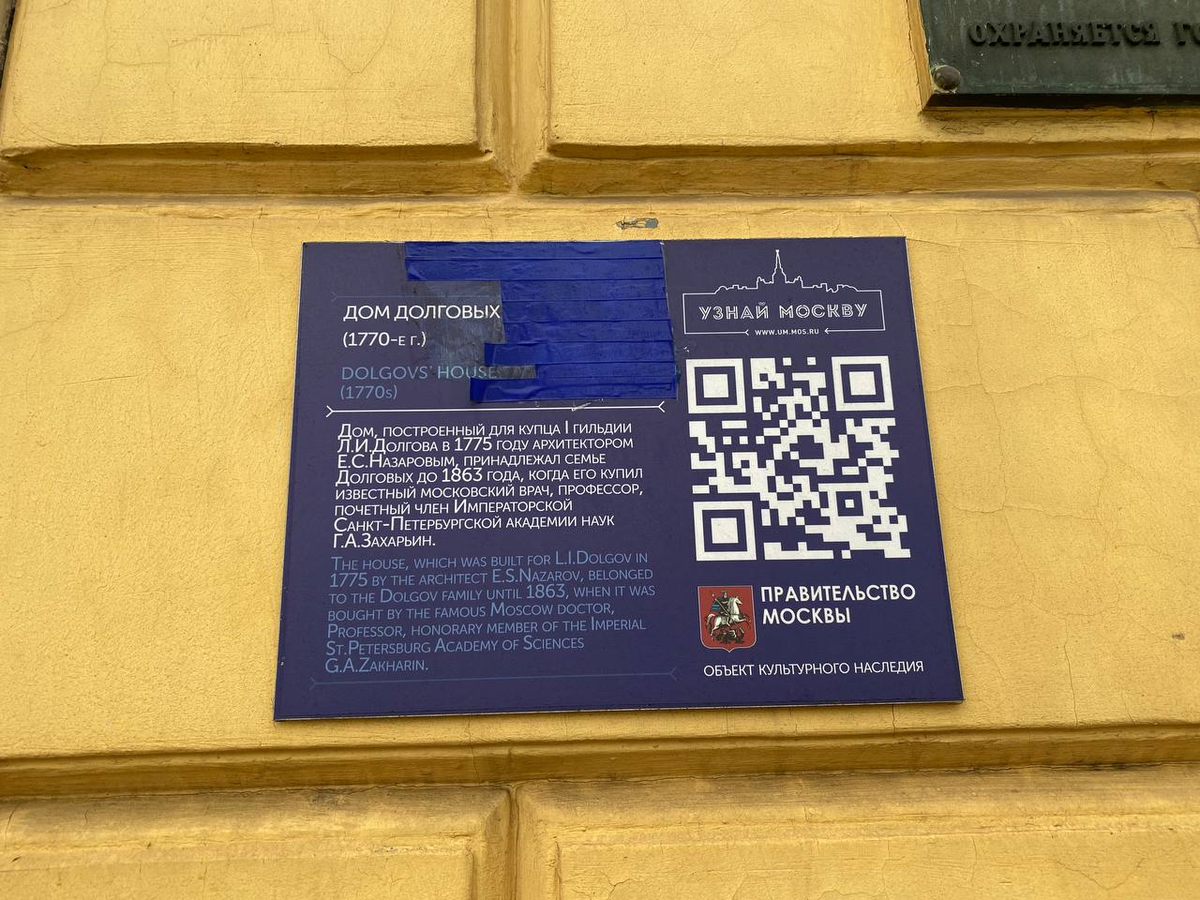 ОХРАНЯЕТСЯ
ДОМ ДОЛГОВЫХ
(1770-е г.)
DOLGOVS' HOUSE
(1770s)
Дом, построенный для купца I гильдии
Л.И.Долгова в 1775 году архитектором
Е.С.Назаровым, принадлежал семье
Долговых до 1863 года, когда его купил
известный московский врач, профессор,
почетный член Императорской
Санкт-Петербургской академии наук
Г.А.Захарьин.
The house, which was built for L.I.Dolgov in
1775 by the architect E.S.Nazarov, belonged
to the Dolgov family until 1863, when it was
bought by the famous Moscow doctor,
Professor, honorary member of the Imperial
St.Petersburg Academy of Sciences
G.A.Zakharin.
УЗНАЙ МОСКВУ
WWW.UM.MOS.RU
ПРАВИТЕЛЬСТВО
МОСКВЫ
ОБЪЕКТ КУЛЬТУРНОГО НАСЛЕДИЯ